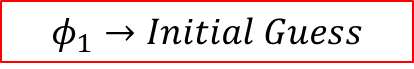 ϕ₁ → Initial Guess